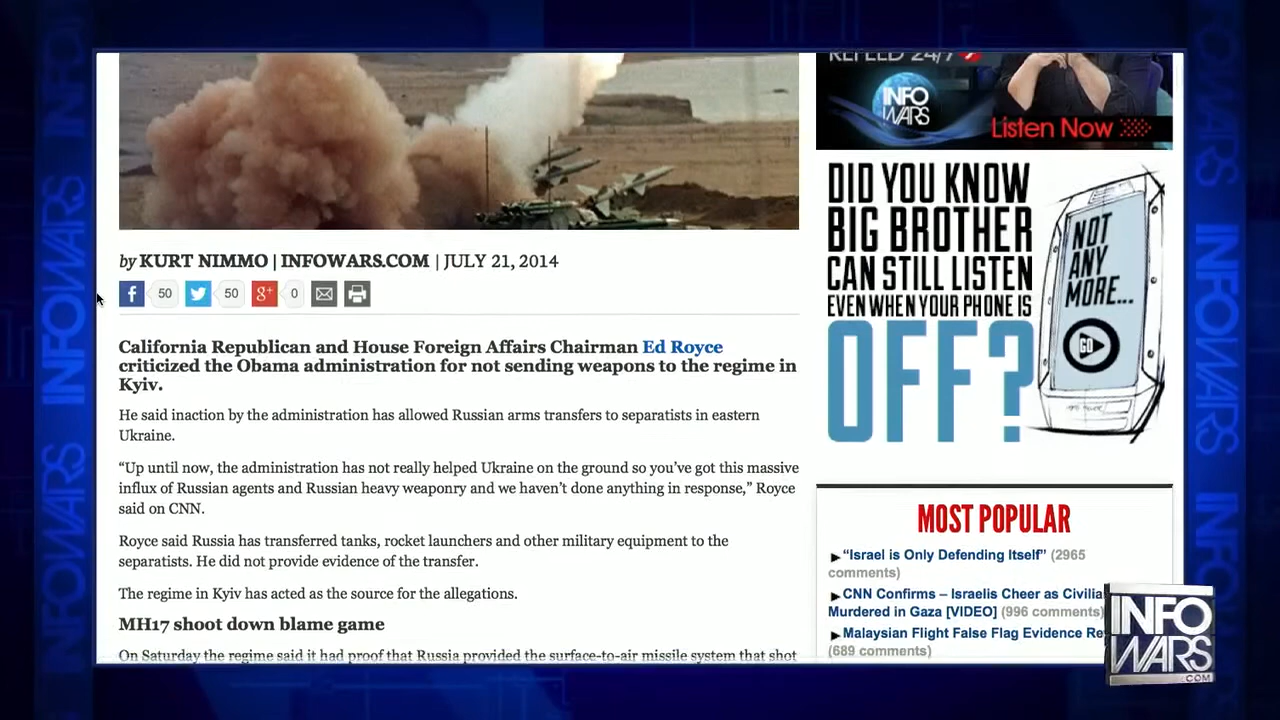 INFOWARS
REFEED 24/7
INFO
WARS
Listen Now
by KURT NIMMO | INFOWARS.COM | JULY 21, 2014
50 50 0
California Republican and House Foreign Affairs Chairman Ed Royce
criticized the Obama administration for not sending weapons to the regime in
Kyiv.
He said inaction by the administration has allowed Russian arms transfers to separatists in eastern
Ukraine.
“Up until now, the administration has not really helped Ukraine on the ground so you’ve got this massive
influx of Russian agents and Russian heavy weaponry and we haven’t done anything in response,” Royce
said on CNN.
Royce said Russia has transferred tanks, rocket launchers and other military equipment to the
separatists. He did not provide evidence of the transfer.
The regime in Kyiv has acted as the source for the allegations.
MH17 shoot down blame game
On Saturday the regime said it had proof that Russia provided the surface-to-air missile system that shot
DID YOU KNOW
BIG BROTHER
CAN STILL LISTEN
EVEN WHEN YOUR PHONE IS
OFF?
NOT
ANY
MORE...
GO
MOST POPULAR
“Israel is Only Defending Itself” (2965
comments)
CNN Confirms – Israelis Cheer as Civilia
Murdered in Gaza [VIDEO] (996 comments)
Malaysian Flight False Flag Evidence Re
(689 comments)
INFO
WARS
.COM